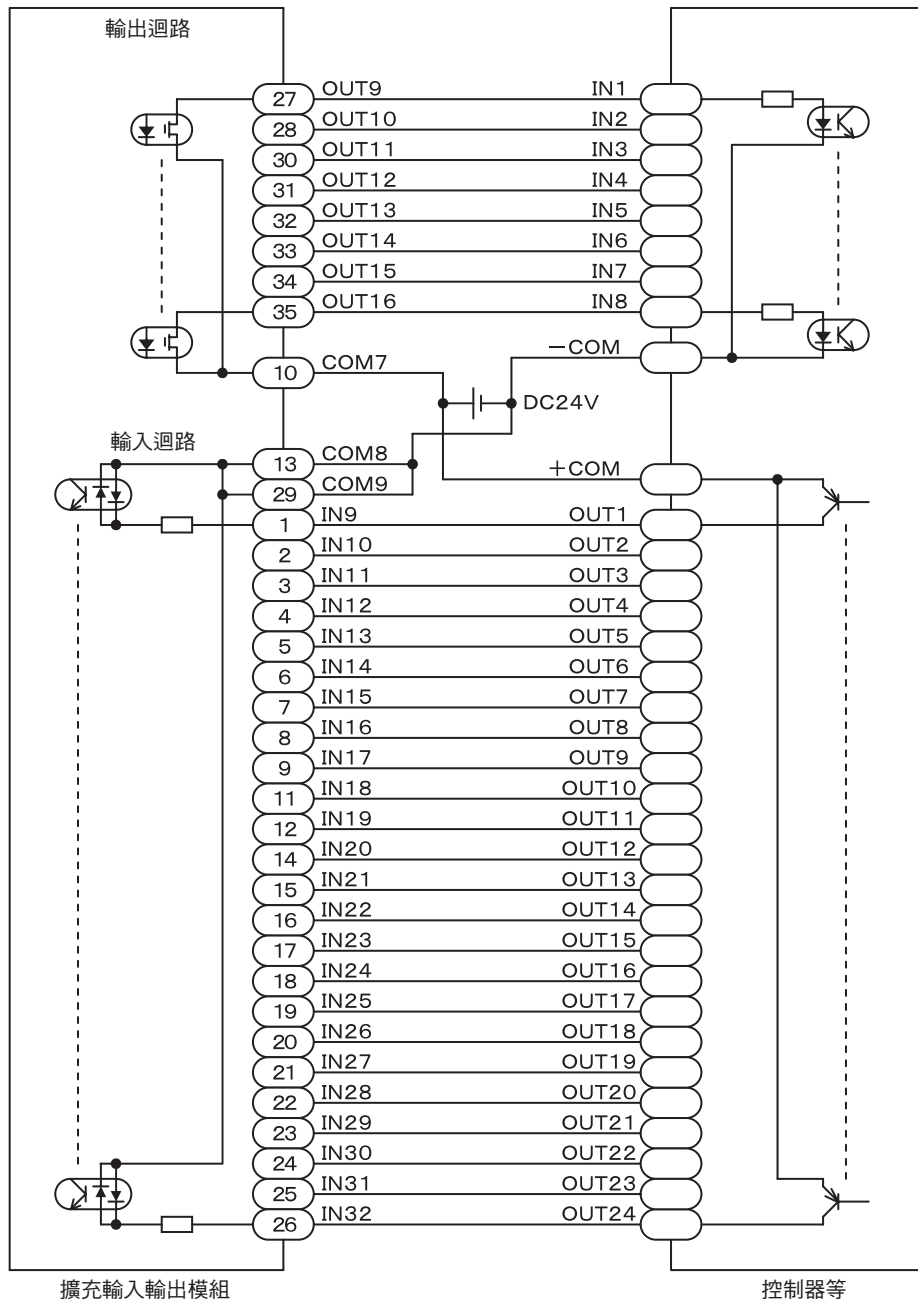 輸出迴路
27 OUT9 IN1
28 OUT10 IN2
30 OUT11 IN3
31 OUT12 IN4
32 OUT13 IN5
33 OUT14 IN6
34 OUT15 IN7
35 OUT16 IN8
－COM
10 COM7
DC24V
輸入迴路
13 COM8
＋COM
29 COM9
1 IN9 OUT1
2 IN10 OUT2
3 IN11 OUT3
4 IN12 OUT4
5 IN13 OUT5
6 IN14 OUT6
7 IN15 OUT7
8 IN16 OUT8
9 IN17 OUT9
11 IN18 OUT10
12 IN19 OUT11
14 IN20 OUT12
15 IN21 OUT13
16 IN22 OUT14
17 IN23 OUT15
18 IN24 OUT16
19 IN25 OUT17
20 IN26 OUT18
21 IN27 OUT19
22 IN28 OUT20
23 IN29 OUT21
24 IN30 OUT22
25 IN31 OUT23
26 IN32 OUT24
擴充輸入輸出模組 控制器等